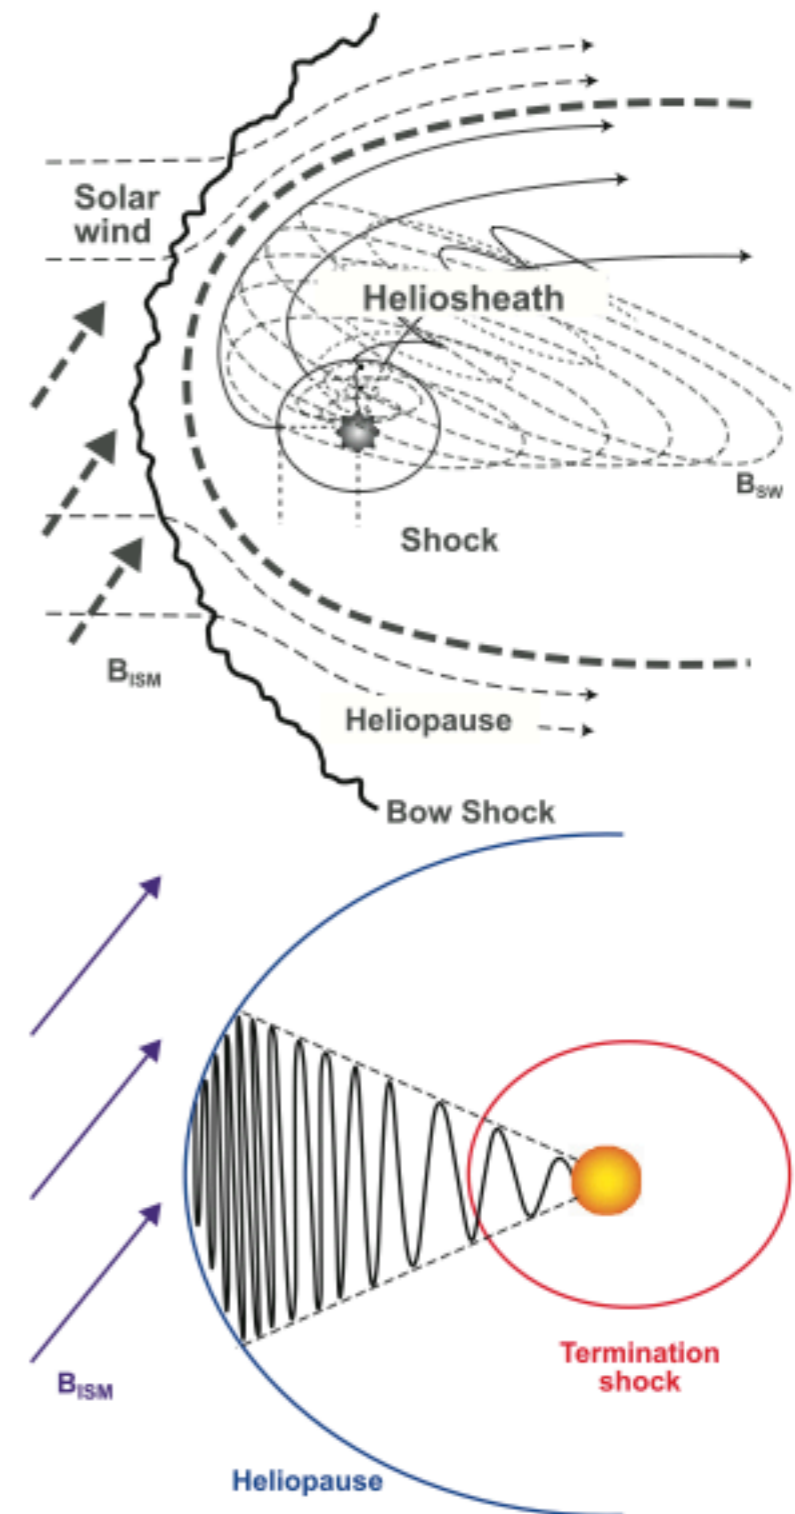 Solar
wind
Heliosheath
B_SW
Shock
B_ISM
Heliopause
Bow Shock
B_ISM
Termination
shock
Heliopause